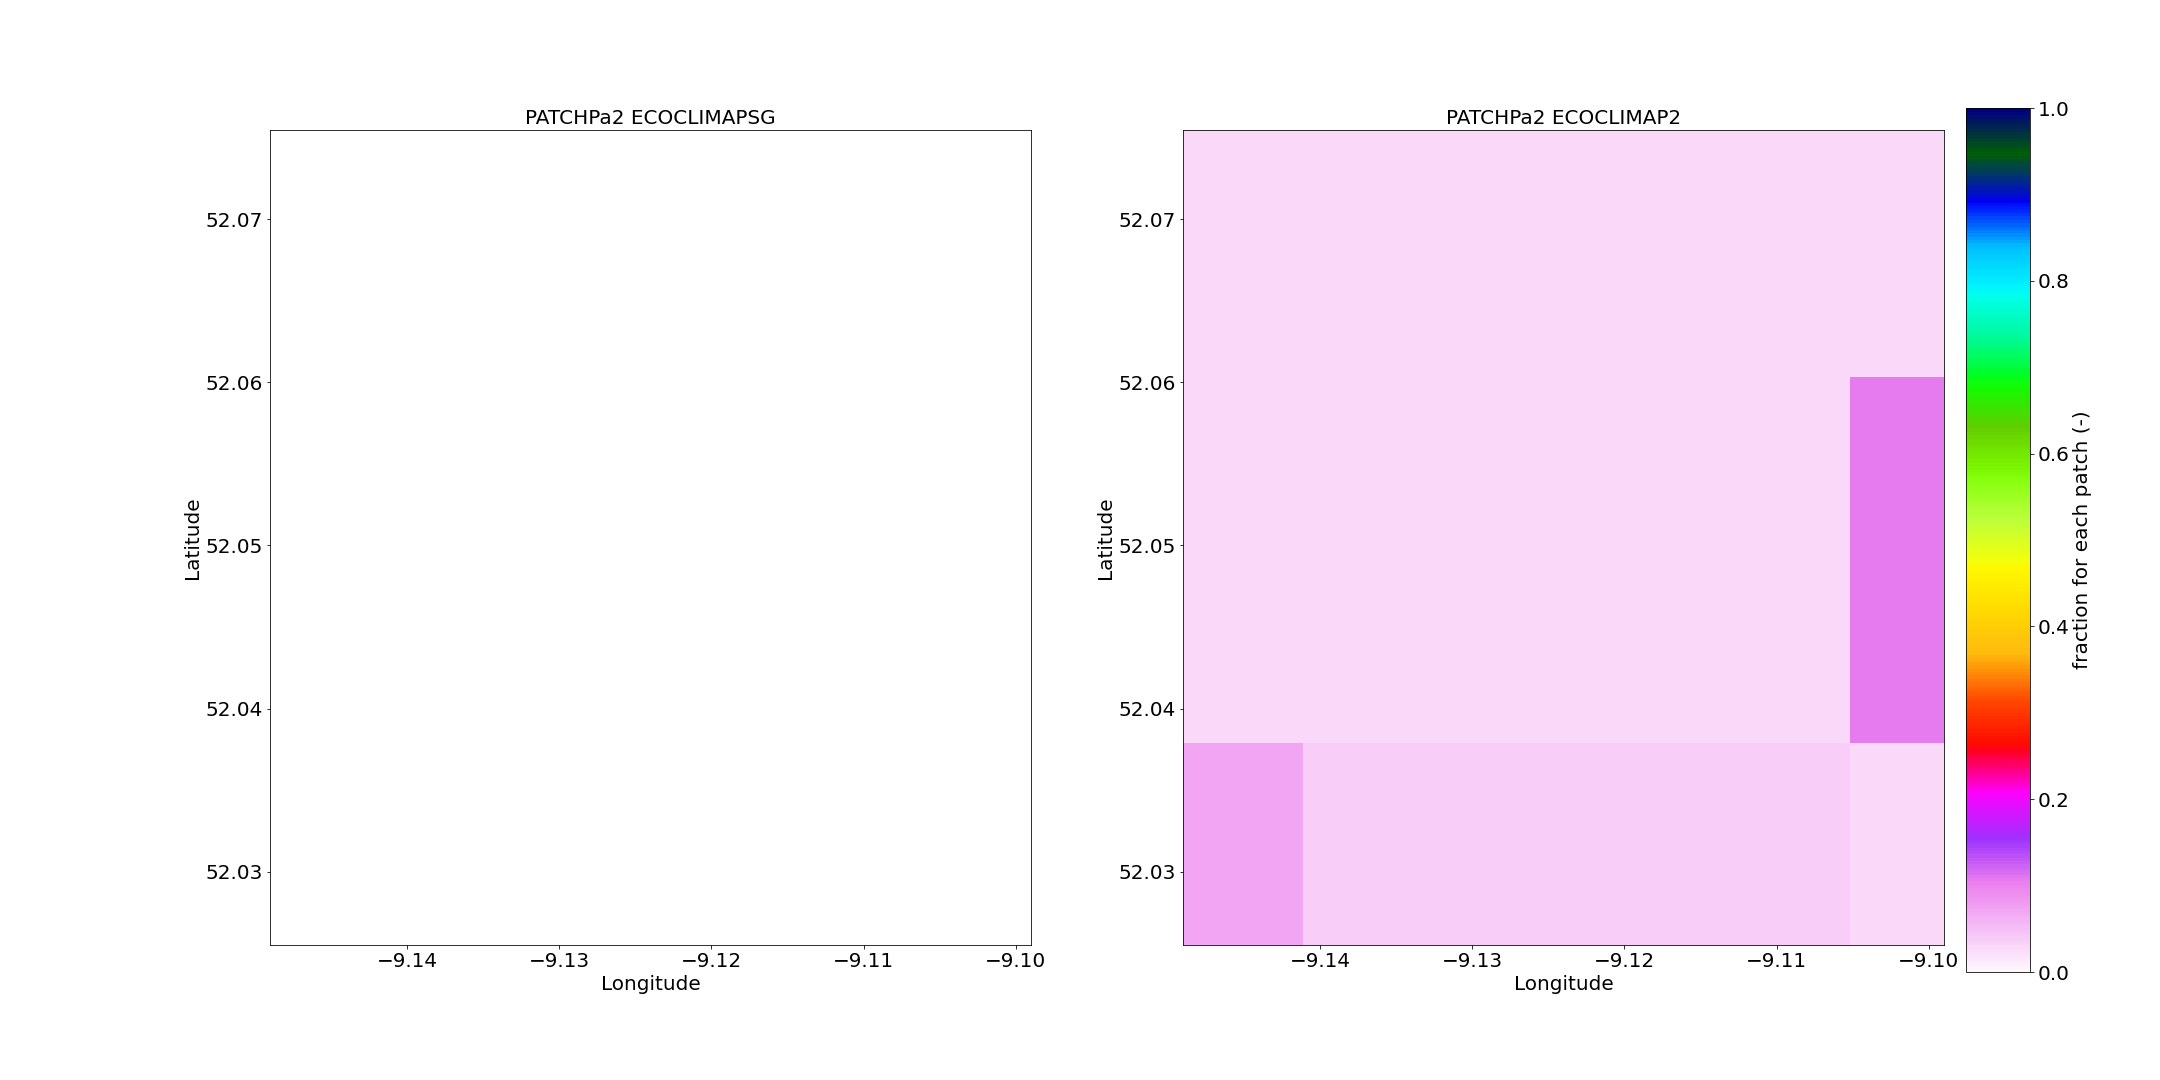 PATCHPa2 ECOCLIMAPSG
52.07
52.06
52.05
52.04
52.03
Latitude
−9.14 −9.13 −9.12 −9.11 −9.10
Longitude
PATCHPa2 ECOCLIMAP2
52.07
52.06
52.05
52.04
52.03
Latitude
−9.14 −9.13 −9.12 −9.11 −9.10
Longitude
1.0
0.8
0.6
0.4
0.2
0.0
fraction for each patch (-)